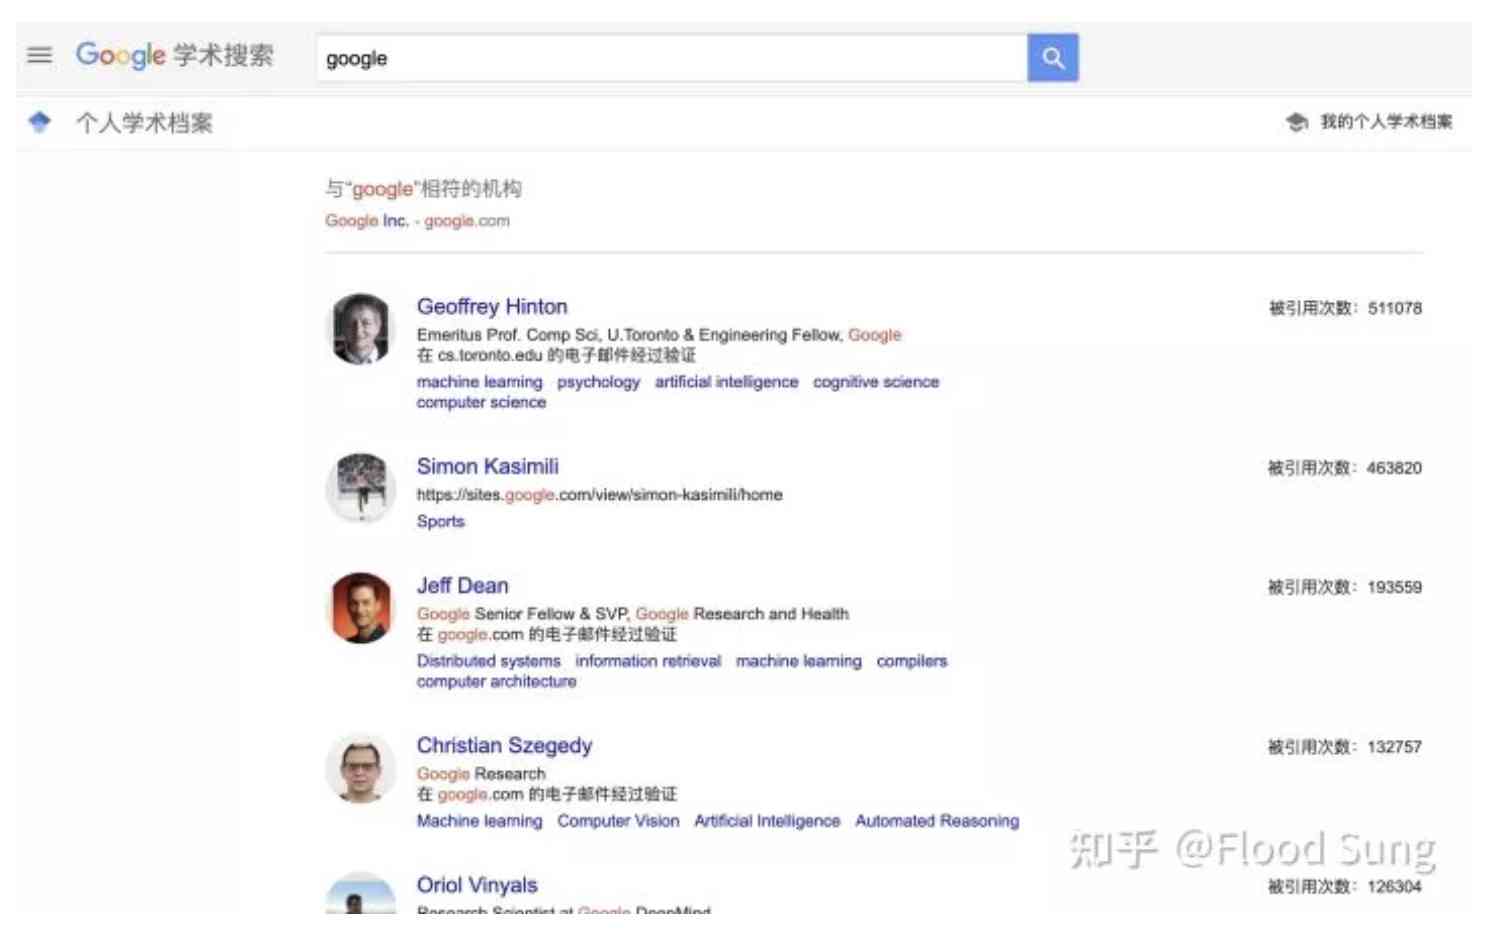 Google 学术搜索
google
个人学术档案
我的个人学术档案
与“google”相符的机构
Google Inc. - google.com
Geoffrey Hinton
被引用次数：511078
Emeritus Prof. Comp Sci, U.Toronto & Engineering Fellow, Google
在 cs.toronto.edu 的电子邮件经过验证
machine learning psychology artificial intelligence cognitive science
computer science
Simon Kasimili
被引用次数：463820
https://sites.google.com/view/simon-kasimili/home
Sports
Jeff Dean
被引用次数：193559
Google Senior Fellow & SVP, Google Research and Health
在 google.com 的电子邮件经过验证
Distributed systems information retrieval machine learning compilers
computer architecture
Christian Szegedy
被引用次数：132757
Google Research
在 google.com 的电子邮件经过验证
Machine learning Computer Vision Artificial Intelligence Automated Reasoning
知乎 @Flood Sung
Oriol Vinyals
被引用次数：126304
Research Scientist at Google DeepMind